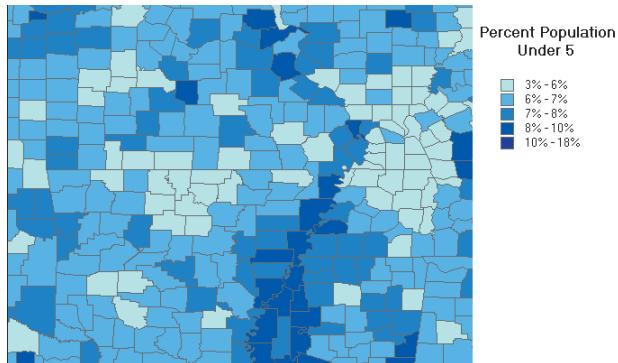 Percent Population
Under 5
3% - 6%
6% - 7%
7% - 8%
8% - 10%
10% - 18%